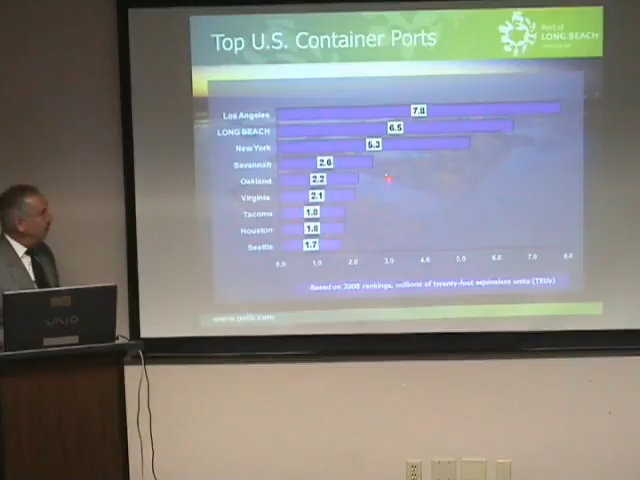 Top U.S. Container Ports
Port of
LONG BEACH
Los Angeles 7.8
LONG BEACH 6.5
New York 5.3
Savannah 2.6
Oakland 2.2
Virginia 2.1
Tacoma 1.8
Houston 1.8
Seattle 1.7
0.0 1.0 2.0 3.0 4.0 5.0 6.0 7.0 8.0
Based on 2008 rankings, millions of twenty-foot equivalent units (TEUs)
www.polb.com
VAIO